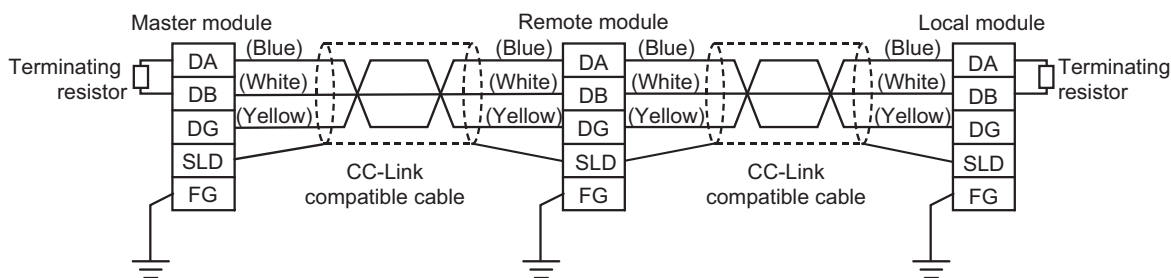 Master module
Remote module
Local module
Terminating
resistor
DA
DB
DG
SLD
FG
(Blue)
(White)
(Yellow)
CC-Link
compatible cable
(Blue)
(White)
(Yellow)
DA
DB
DG
SLD
FG
(Blue)
(White)
(Yellow)
CC-Link
compatible cable
(Blue)
(White)
(Yellow)
DA
DB
DG
SLD
FG
Terminating
resistor